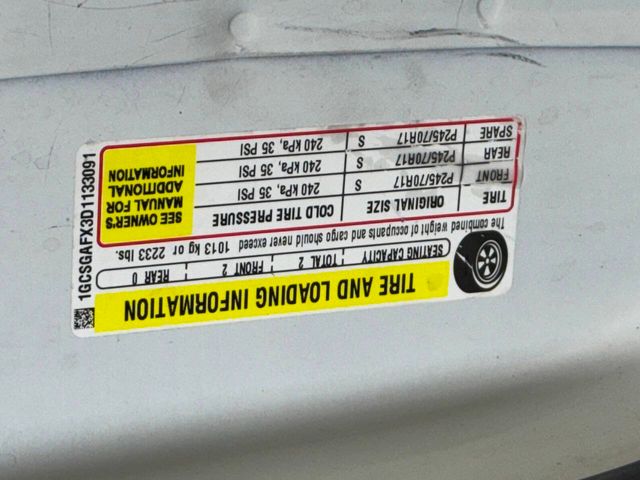 TIRE AND LOADING INFORMATION
SEATING CAPACITY TOTAL 2 FRONT 2 REAR 0
The combined weight of occupants and cargo should never exceed 1013 kg or 2233 lbs.
TIRE ORIGINAL SIZE COLD TIRE PRESSURE
FRONT P245/70R17 S 240 kPa, 35 PSI
REAR P245/70R17 S 240 kPa, 35 PSI
SPARE P245/70R17 S 240 kPa, 35 PSI
SEE OWNER'S
MANUAL FOR
ADDITIONAL
INFORMATION
1GCSGAFX3D1133091